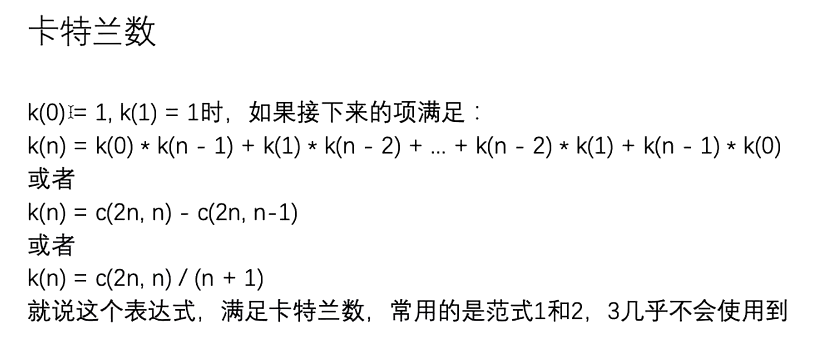 卡特兰数
k(0) = 1, k(1) = 1时，如果接下来的项满足：
k(n) = k(0) * k(n - 1) + k(1) * k(n - 2) + ... + k(n - 2) * k(1) + k(n - 1) * k(0)
或者
k(n) = c(2n, n) - c(2n, n-1)
或者
k(n) = c(2n, n) / (n + 1)
就说这个表达式，满足卡特兰数，常用的是范式1和2，3几乎不会使用到